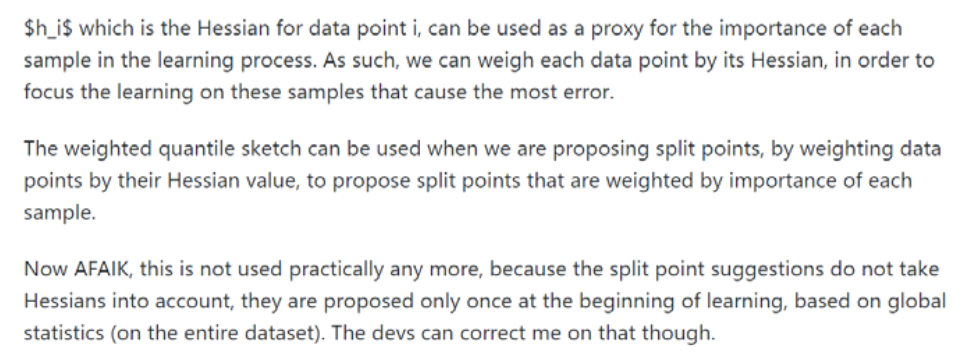 $h_i$ which is the Hessian for data point i, can be used as a proxy for the importance of each
sample in the learning process. As such, we can weigh each data point by its Hessian, in order to
focus the learning on these samples that cause the most error.
The weighted quantile sketch can be used when we are proposing split points, by weighting data
points by their Hessian value, to propose split points that are weighted by importance of each
sample.
Now AFAIK, this is not used practically any more, because the split point suggestions do not take
Hessians into account, they are proposed only once at the beginning of learning, based on global
statistics (on the entire dataset). The devs can correct me on that though.